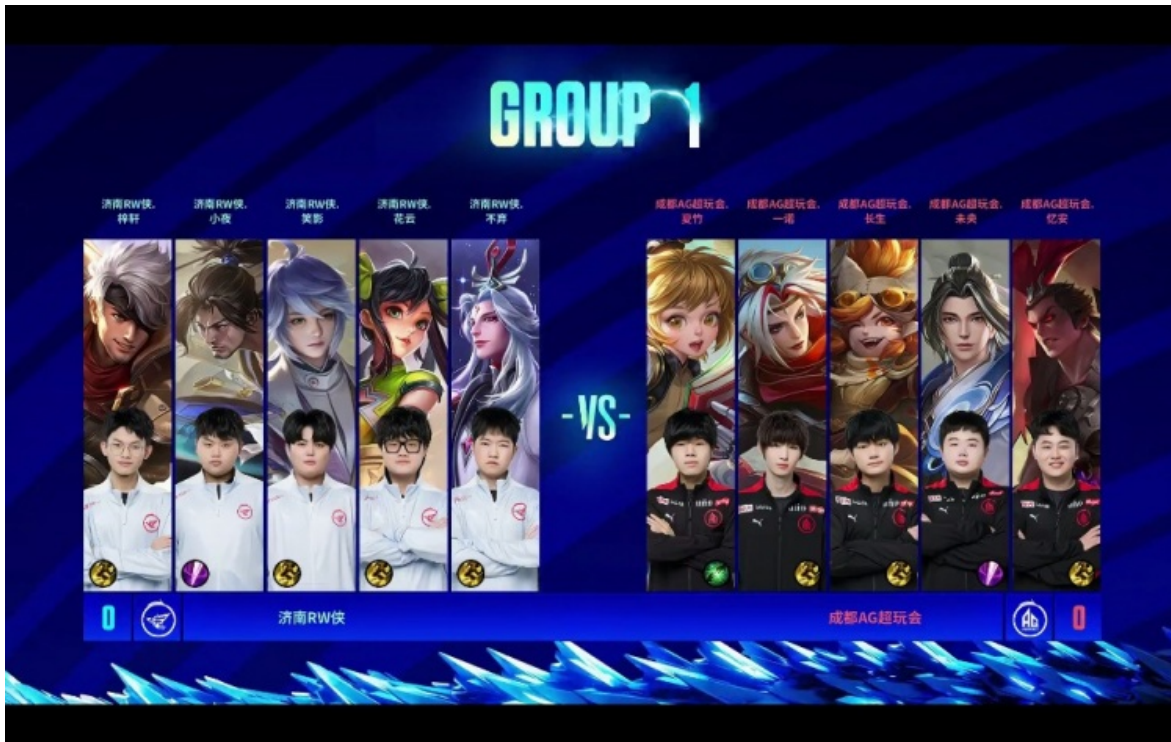 GROUP 1
济南RW侠.
梓轩
济南RW侠.
小夜
济南RW侠.
笑影
济南RW侠.
花云
济南RW侠.
不弃
成都AG超玩会.
夏竹
成都AG超玩会.
一诺
成都AG超玩会.
长生
成都AG超玩会.
未央
成都AG超玩会.
忆安
-VS-
0
济南RW侠
成都AG超玩会
AG
0